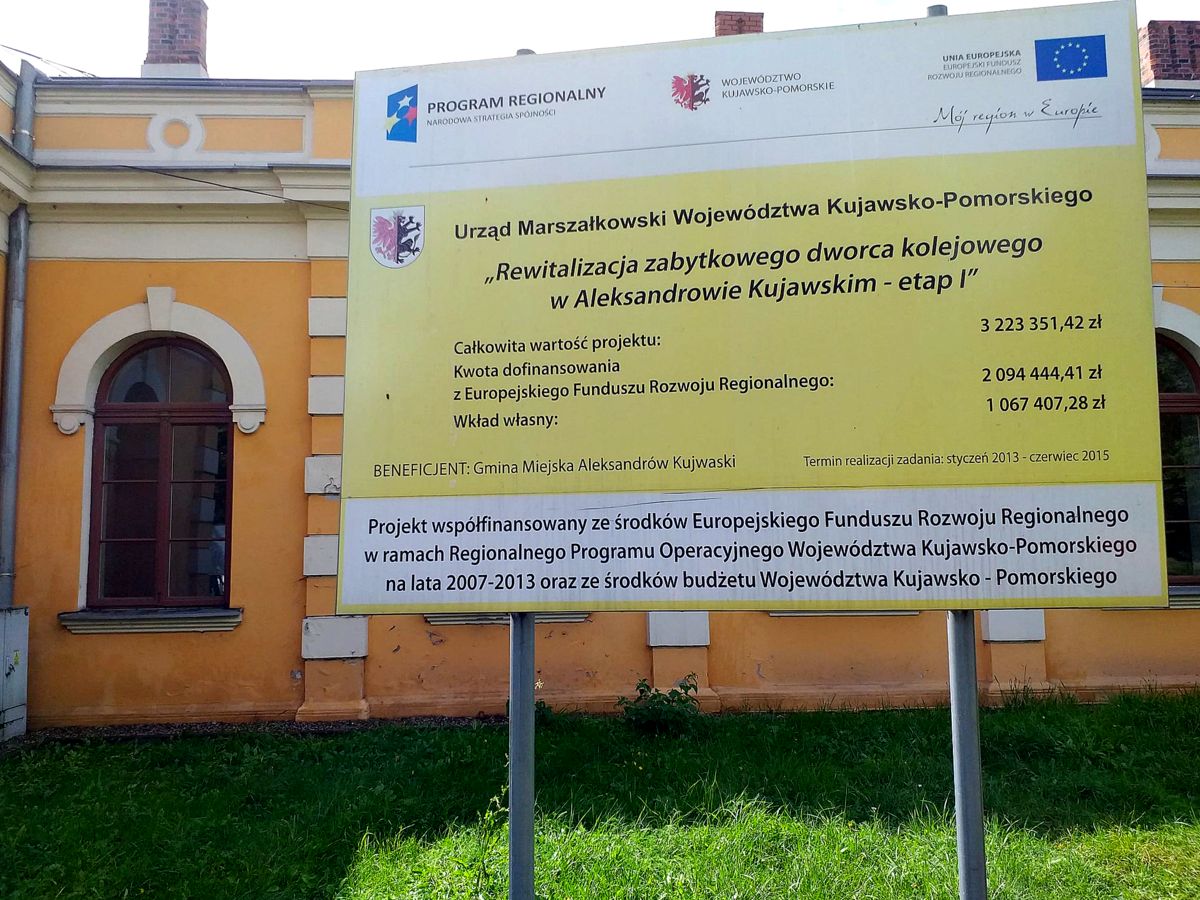 PROGRAM REGIONALNY
NARODOWA STRATEGIA SPÓJNOŚCI
WOJEWÓDZTWO
KUJAWSKO-POMORSKIE
UNIA EUROPEJSKA
EUROPEJSKI FUNDUSZ
ROZWOJU REGIONALNEGO
Mój region w Europie
Urząd Marszałkowski Województwa Kujawsko-Pomorskiego
„Rewitalizacja zabytkowego dworca kolejowego
w Aleksandrowie Kujawskim - etap I”
Całkowita wartość projektu: 3 223 351,42 zł
Kwota dofinansowania
z Europejskiego Funduszu Rozwoju Regionalnego: 2 094 444,41 zł
Wkład własny: 1 067 407,28 zł
BENEFICJENT: Gmina Miejska Aleksandrów Kujwaski
Termin realizacji zadania: styczeń 2013 - czerwiec 2015
Projekt współfinansowany ze środków Europejskiego Funduszu Rozwoju Regionalnego
w ramach Regionalnego Programu Operacyjnego Województwa Kujawsko-Pomorskiego
na lata 2007-2013 oraz ze środków budżetu Województwa Kujawsko - Pomorskiego